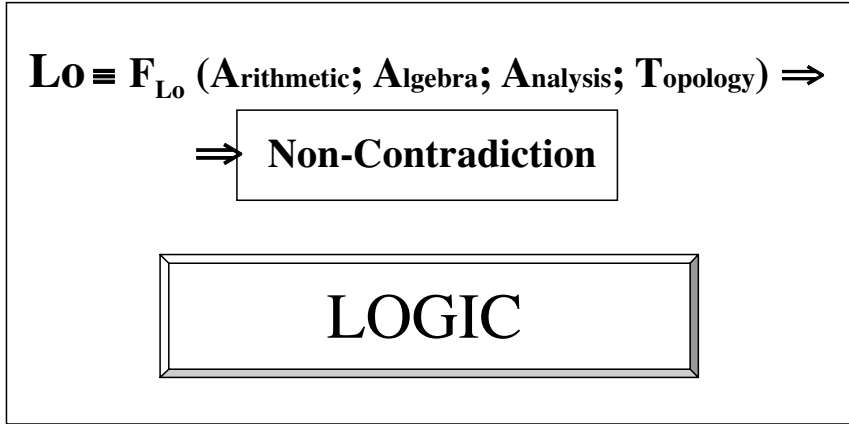 Lo ≡ F_Lo (Arithmetic; Algebra; Analysis; Topology) ⇒
⇒ Non-Contradiction
LOGIC